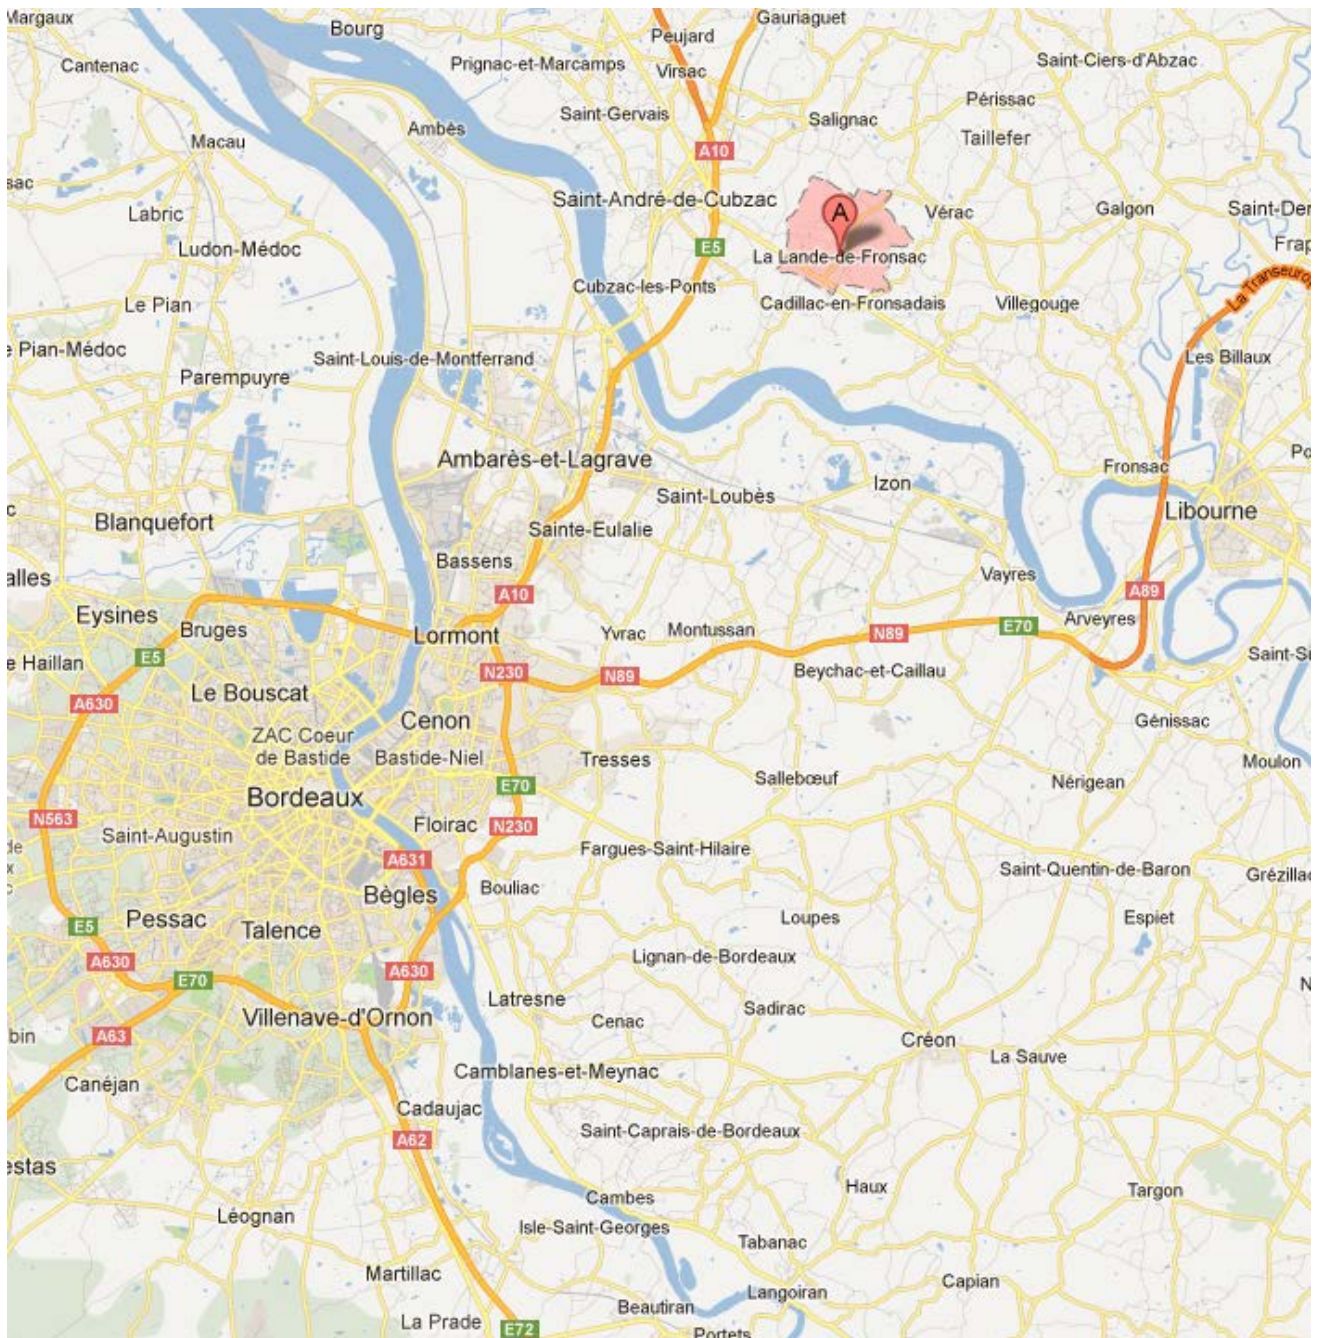 Margaux
Gauriaguet
Bourg
Peujard
Cantenac
Prignac-et-Marcamps
Virsac
Saint-Ciers-d'Abzac
Périssac
Saint-Gervais
Salignac
Ambès
Macau
Taillefer
A10
Labric
Saint-André-de-Cubzac
A
Vérac
Galgon
Ludon-Médoc
E5
La Lande-de-Fronsac
Cubzac-les-Ponts
Le Pian
Cadillac-en-Fronsadais
Villegouge
Pian-Médoc
Saint-Louis-de-Montferrand
Les Billaux
Parempuyre
Ambarès-et-Lagrave
Fronsac
Izon
Saint-Loubès
Libourne
Blanquefort
Sainte-Eulalie
Bassens
Vayres
A10
A89
Eysines
Arveyres
Bruges
Lormont
Yvrac
Montussan
N89
E70
E5
Haillan
N230
N89
Beychac-et-Caillau
Le Bouscat
A630
Cenon
Génissac
ZAC Coeur
de Bastide
Bastide-Niel
Tresses
Moulon
Sallebœuf
Nérigean
E70
Bordeaux
N563
Saint-Augustin
Floirac
N230
A631
Fargues-Saint-Hilaire
Saint-Quentin-de-Baron
Bègles
Bouliac
Pessac
Talence
E5
Loupes
Espiet
A630
A630
Lignan-de-Bordeaux
E70
Latresne
Sadirac
Villenave-d'Ornon
Cenac
A63
Créon
La Sauve
Canéjan
Camblanes-et-Meynac
Cadaujac
A62
Saint-Caprais-de-Bordeaux
Haux
Targon
Cambes
Léognan
Isle-Saint-Georges
Tabanac
Martillac
Capian
Langoiran
Beautiran
La Prade
E72
Portets